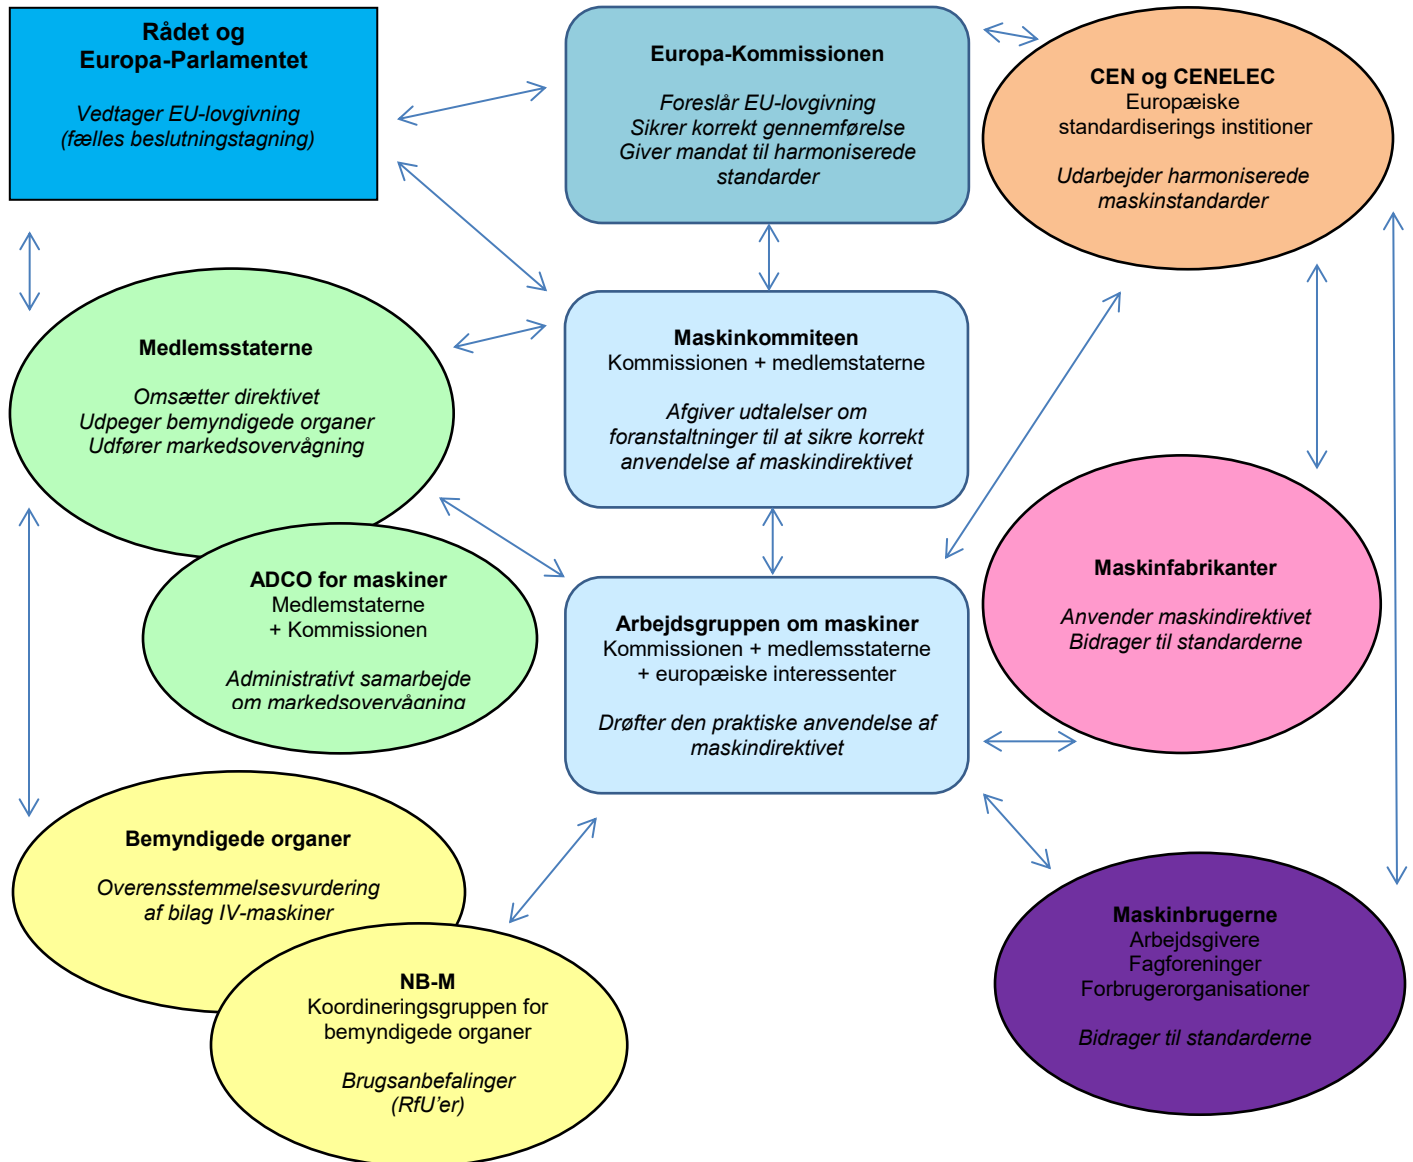 Rådet og
Europa-Parlamentet
Vedtager EU-lovgivning
(fælles beslutningstagning)
Europa-Kommissionen
Foreslår EU-lovgivning
Sikrer korrekt gennemførelse
Giver mandat til harmoniserede
standarder
CEN og CENELEC
Europæiske
standardiserings institioner
Udarbejder harmoniserede
maskinstandarder
Medlemsstaterne
Omsætter direktivet
Udpeger bemyndigede organer
Udfører markedsovervågning
Maskinkommiteen
Kommissionen + medlemstaterne
Afgiver udtalelser om
foranstaltninger til at sikre korrekt
anvendelse af maskindirektivet
ADCO for maskiner
Medlemstaterne
+ Kommissionen
Administrativt samarbejde
om markedsovervågning
Arbejdsgruppen om maskiner
Kommissionen + medlemsstaterne
+ europæiske interessenter
Drøfter den praktiske anvendelse af
maskindirektivet
Maskinfabrikanter
Anvender maskindirektivet
Bidrager til standarderne
Bemyndigede organer
Overensstemmelsesvurdering
af bilag IV-maskiner
NB-M
Koordineringsgruppen for
bemyndigede organer
Brugsanbefalinger
(RfU’er)
Maskinbrugerne
Arbejdsgivere
Fagforeninger
Forbrugerorganisationer
Bidrager til standarderne